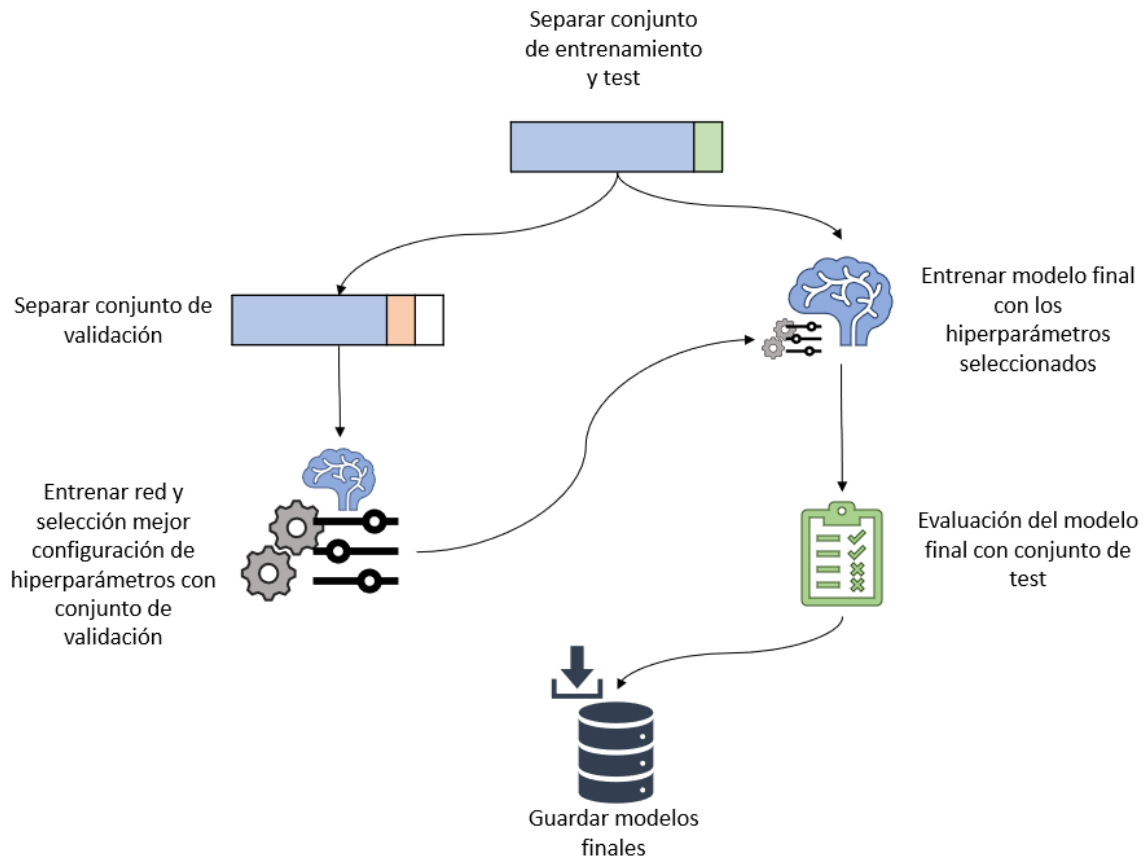 Separar conjunto
de entrenamiento
y test
Separar conjunto de
validación
Entrenar modelo final
con los
hiperparámetros
seleccionados
Entrenar red y
selección mejor
configuración de
hiperparámetros con
conjunto de
validación
Evaluación del modelo
final con conjunto de
test
Guardar modelos
finales